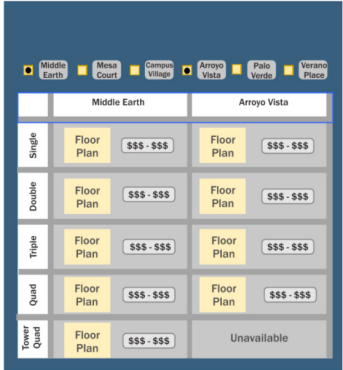 Middle Earth
Mesa Court
Campus Village
Arroyo Vista
Palo Verde
Verano Place
Middle Earth
Arroyo Vista
Single
Floor Plan
$$$ - $$$
Floor Plan
$$$ - $$$
Double
Floor Plan
$$$ - $$$
Floor Plan
$$$ - $$$
Triple
Floor Plan
$$$ - $$$
Floor Plan
$$$ - $$$
Quad
Floor Plan
$$$ - $$$
Floor Plan
$$$ - $$$
Tower Quad
Floor Plan
$$$ - $$$
Unavailable